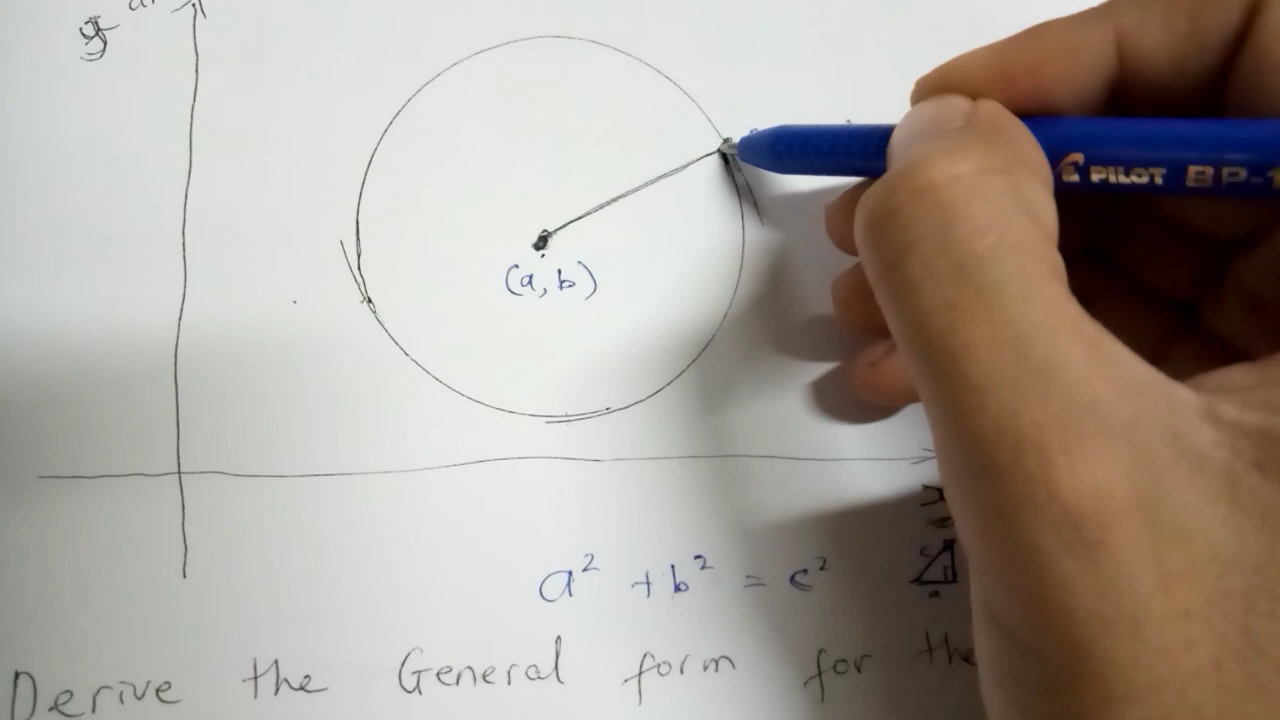 y
PILOT BP-1
(a, b)
x
a² + b² = c²
c
a
Derive the General form for the